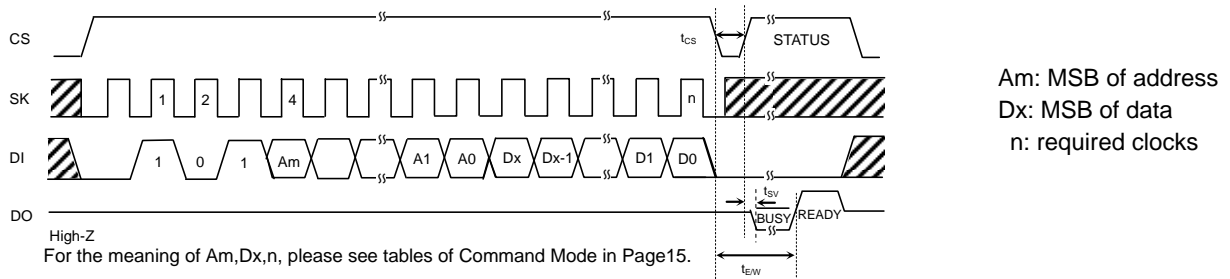 CS
tCS
STATUS
SK
1
2
4
n
DI
1
0
1
Am
A1
A0
Dx
Dx-1
D1
D0
DO
High-Z
tSV
BUSY
READY
tE/W
For the meaning of Am,Dx,n, please see tables of Command Mode in Page15.
Am: MSB of address
Dx: MSB of data
n: required clocks